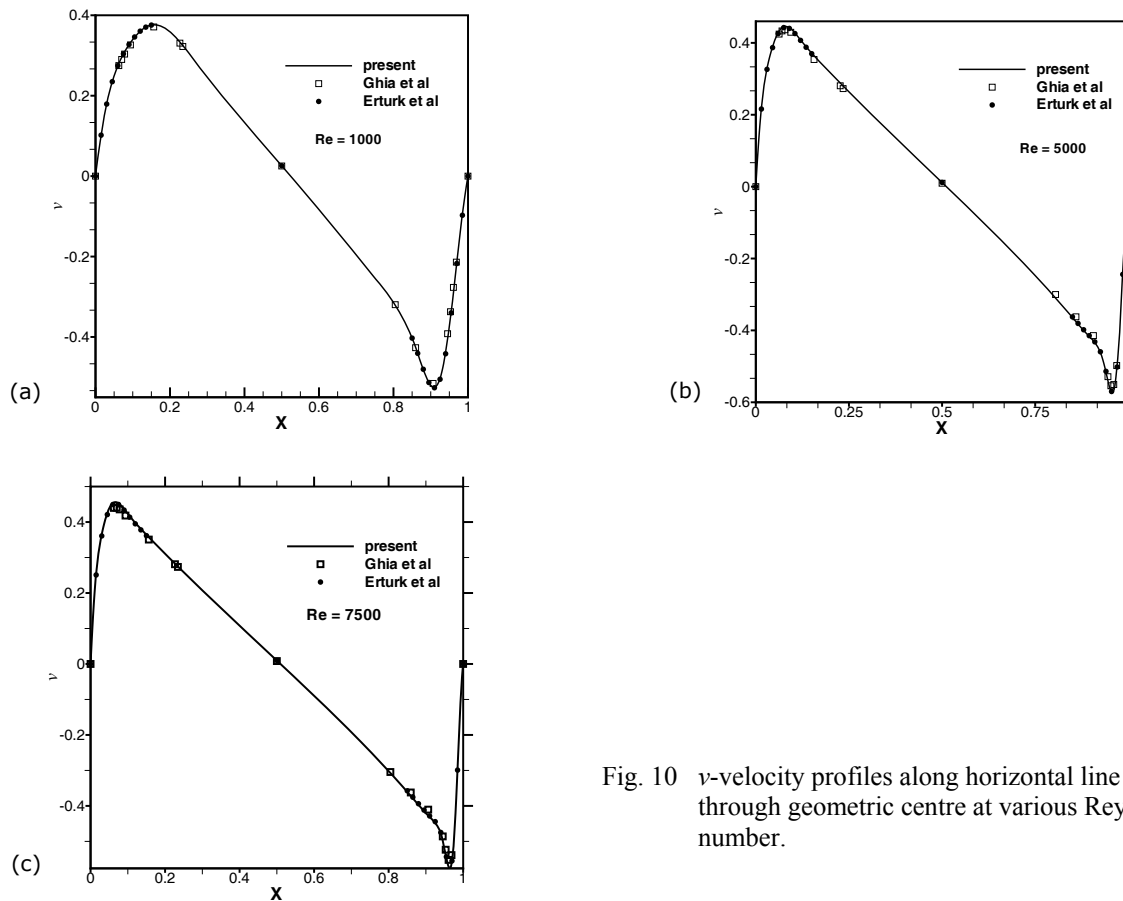 0.4
0.2
0
-0.2
-0.4
v
present
Ghia et al
Erturk et al
Re = 1000
0
0.2
0.4
0.6
0.8
1
X
(a)
0.4
0.2
0
-0.2
-0.4
-0.6
v
present
Ghia et al
Erturk et al
Re = 5000
0
0.25
0.5
0.75
X
(b)
0.4
0.2
0
-0.2
-0.4
v
present
Ghia et al
Erturk et al
Re = 7500
0
0.2
0.4
0.6
0.8
1
X
(c)
Fig. 10 v-velocity profiles along horizontal line
through geometric centre at various Rey
number.